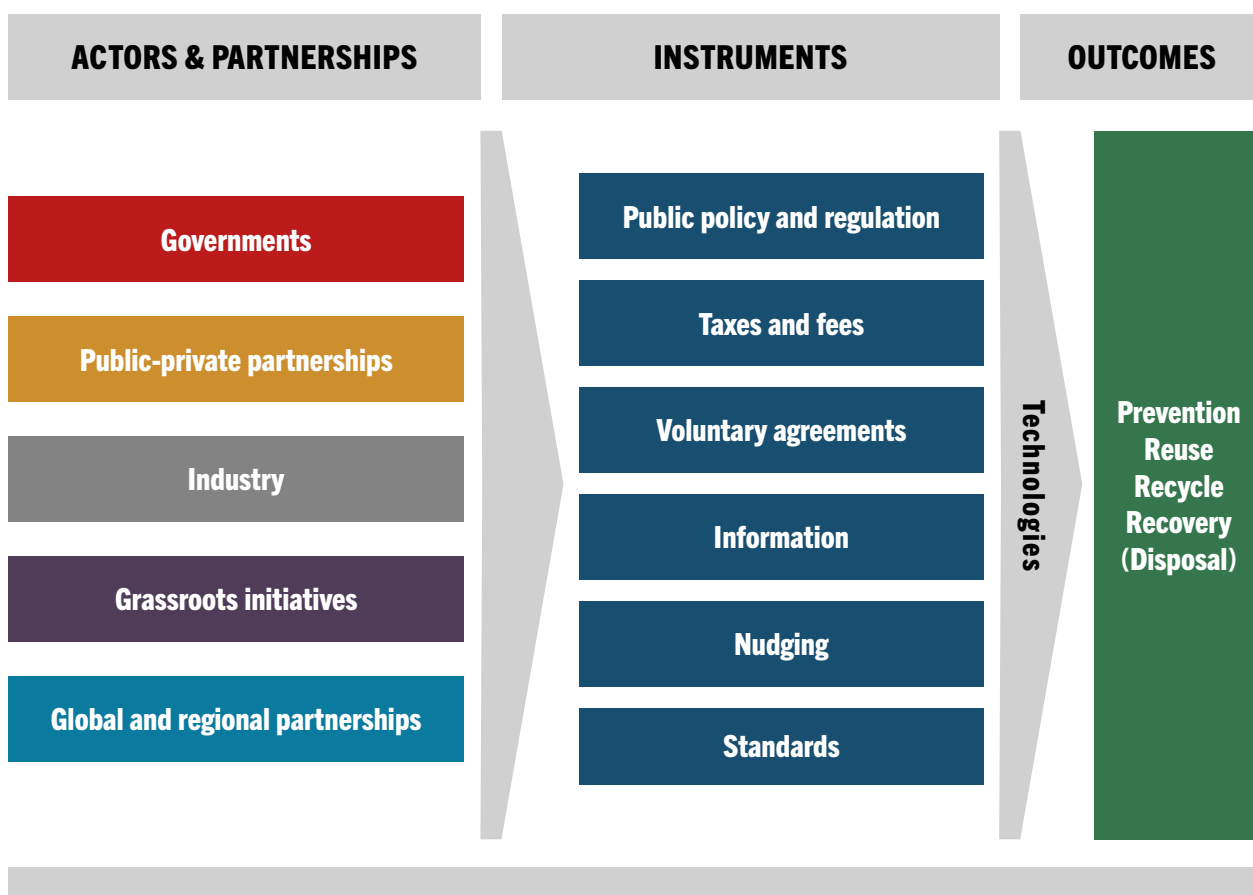 ACTORS & PARTNERSHIPS
INSTRUMENTS
OUTCOMES
Governments
Public-private partnerships
Industry
Grassroots initiatives
Global and regional partnerships
Public policy and regulation
Taxes and fees
Voluntary agreements
Information
Nudging
Standards
Technologies
Prevention
Reuse
Recycle
Recovery
(Disposal)